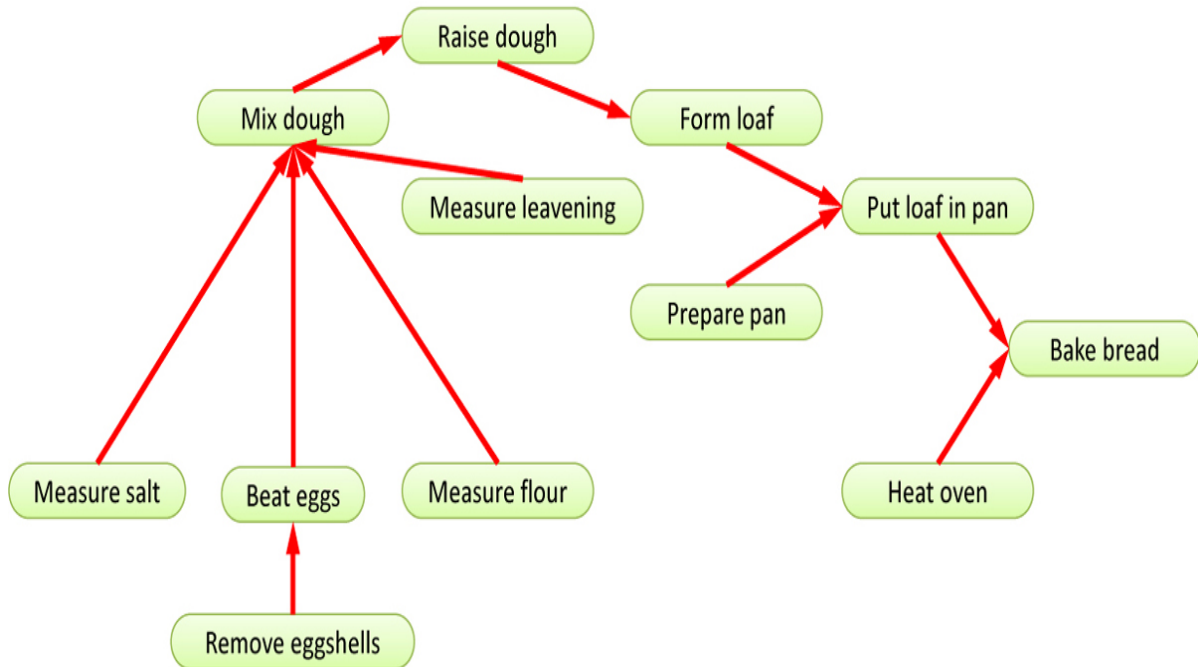 Raise dough
Mix dough
Form loaf
Measure leavening
Put loaf in pan
Prepare pan
Bake bread
Measure salt
Beat eggs
Measure flour
Heat oven
Remove eggshells